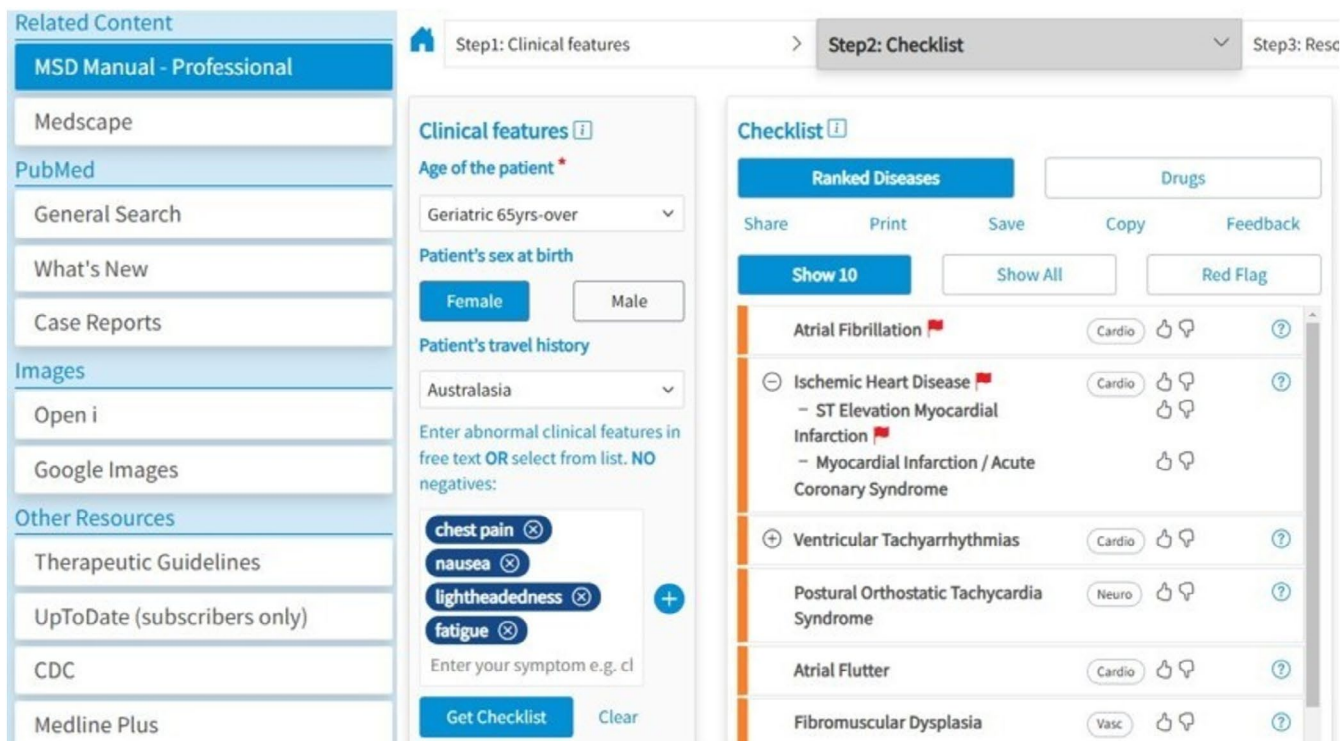 Related Content
MSD Manual - Professional
Medscape
PubMed
General Search
What's New
Case Reports
Images
Open i
Google Images
Other Resources
Therapeutic Guidelines
UpToDate (subscribers only)
CDC
Medline Plus
Step1: Clinical features
Step2: Checklist
Step3: Reso
Clinical features
Age of the patient *
Geriatric 65yrs-over
Patient's sex at birth
Female
Male
Patient's travel history
Australasia
Enter abnormal clinical features in
free text OR select from list. NO
negatives:
chest pain
nausea
lightheadedness
fatigue
Enter your symptom e.g. cl
Get Checklist
Clear
Checklist
Ranked Diseases
Drugs
Share
Print
Save
Copy
Feedback
Show 10
Show All
Red Flag
Atrial Fibrillation
Cardio
Ischemic Heart Disease
Cardio
– ST Elevation Myocardial
Infarction
– Myocardial Infarction / Acute
Coronary Syndrome
Ventricular Tachyarrhythmias
Cardio
Postural Orthostatic Tachycardia
Neuro
Syndrome
Atrial Flutter
Cardio
Fibromuscular Dysplasia
Vasc